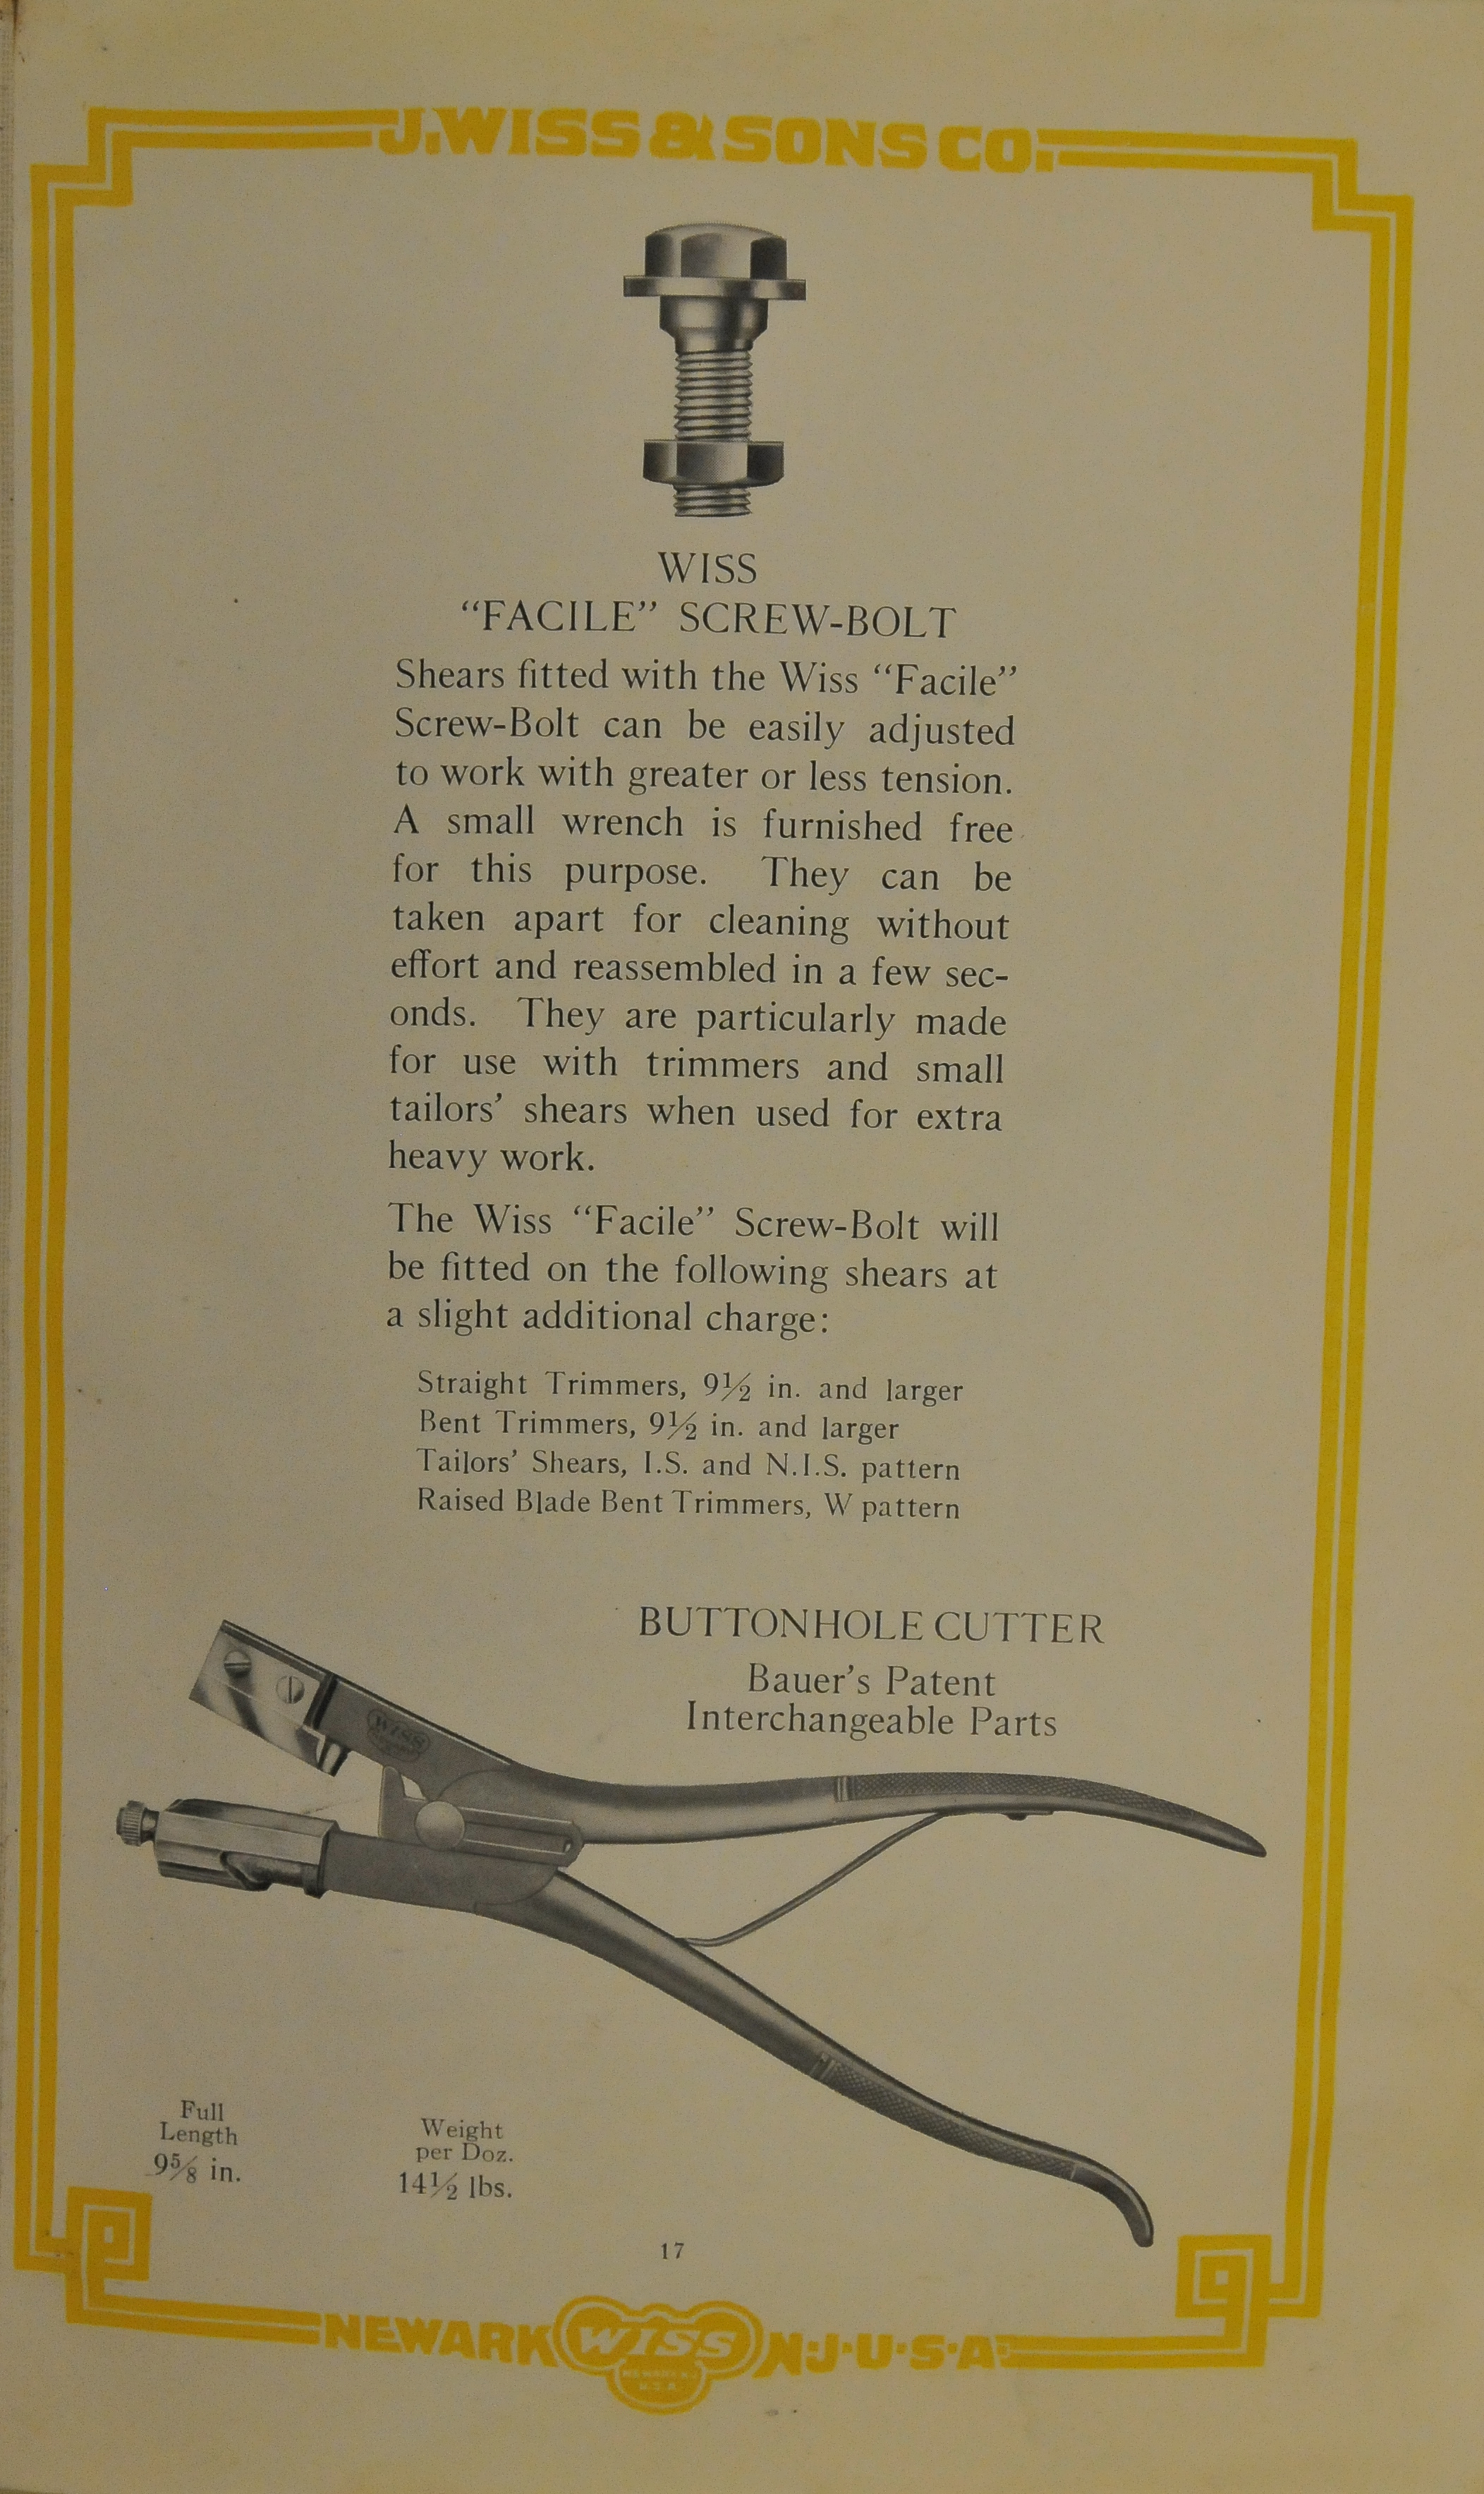 J. WISS & SONS CO.
WISS
“FACILE” SCREW-BOLT
Shears fitted with the Wiss “Facile”
Screw-Bolt can be easily adjusted
to work with greater or less tension.
A small wrench is furnished free
for this purpose. They can be
taken apart for cleaning without
effort and reassembled in a few sec-
onds. They are particularly made
for use with trimmers and small
tailors’ shears when used for extra
heavy work.
The Wiss “Facile” Screw-Bolt will
be fitted on the following shears at
a slight additional charge:
Straight Trimmers, 9½ in. and larger
Bent Trimmers, 9½ in. and larger
Tailors’ Shears, I.S. and N.I.S. pattern
Raised Blade Bent Trimmers, W pattern
BUTTONHOLE CUTTER
Bauer’s Patent
Interchangeable Parts
WISS
Full
Length
9⅝ in.
Weight
per Doz.
14½ lbs.
17
NEWARK WISS N·J·U·S·A·
NEWARK N.J.
U.S.A.